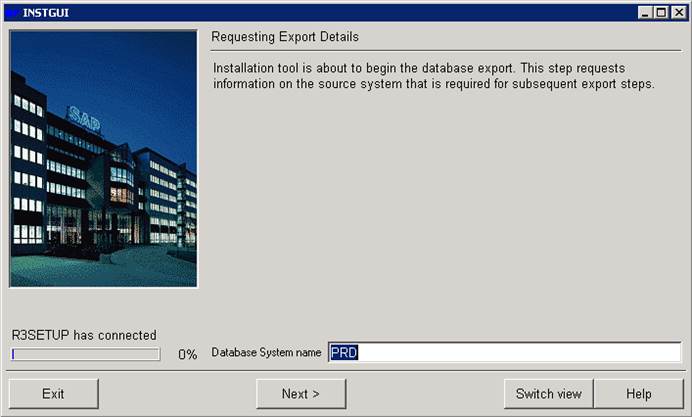 INSTGUI
Requesting Export Details
Installation tool is about to begin the database export. This step requests
information on the source system that is required for subsequent export steps.
SAP
R3SETUP has connected
0%
Database System name PRD
Exit Next > Switch view Help